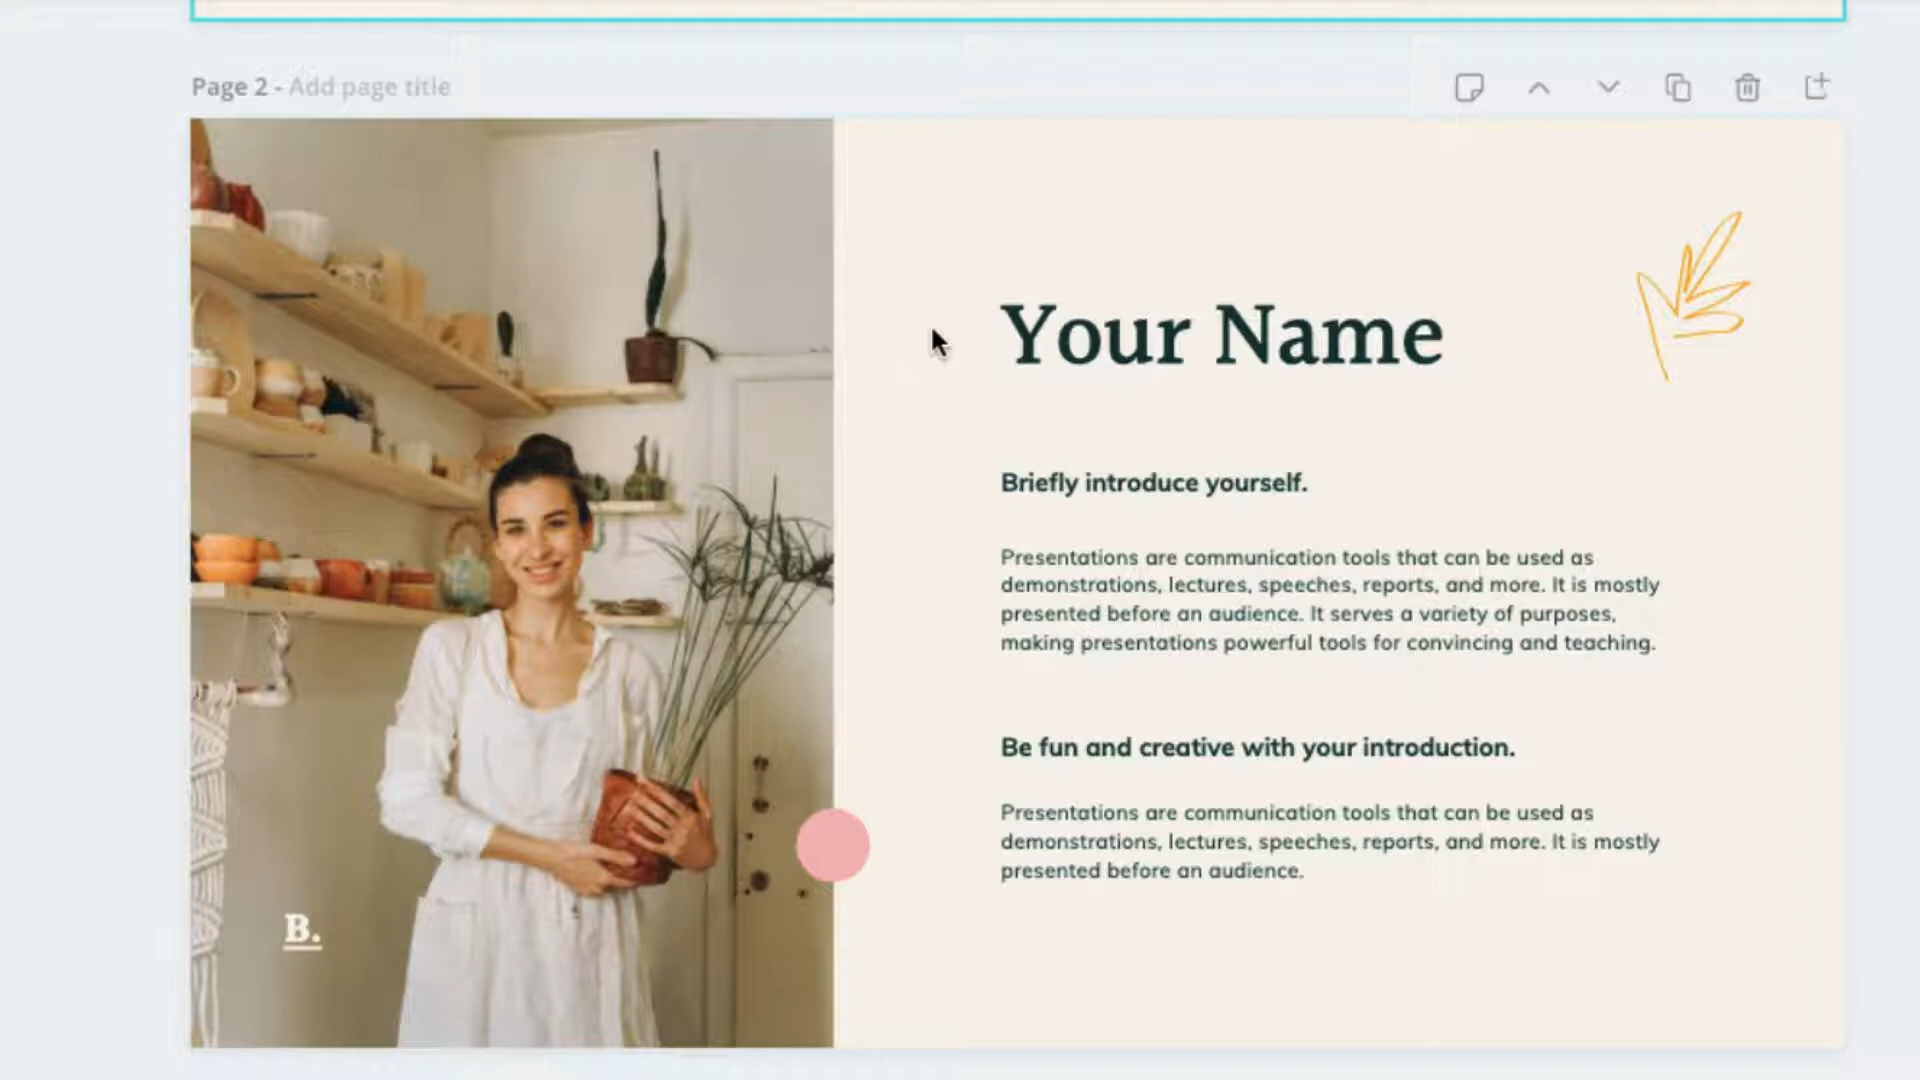 Page 2 - Add page title
Your Name
Briefly introduce yourself.
Presentations are communication tools that can be used as
demonstrations, lectures, speeches, reports, and more. It is mostly
presented before an audience. It serves a variety of purposes,
making presentations powerful tools for convincing and teaching.
Be fun and creative with your introduction.
Presentations are communication tools that can be used as
demonstrations, lectures, speeches, reports, and more. It is mostly
presented before an audience.
B.